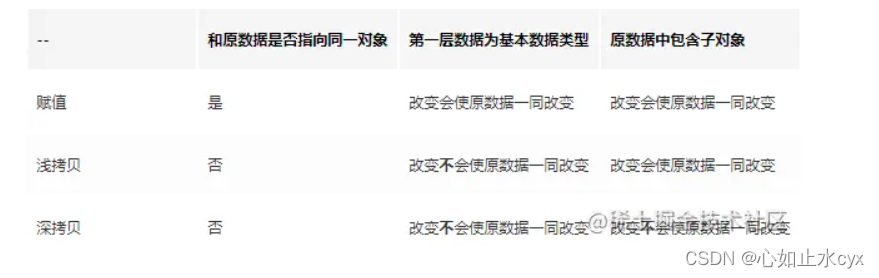 -- 和原数据是否指向同一对象 第一层数据为基本数据类型 原数据中包含子对象
赋值 是 改变会使原数据一同改变 改变会使原数据一同改变
浅拷贝 否 改变不会使原数据一同改变 改变会使原数据一同改变
@稀土掘金技术社区
深拷贝 否 改变不会使原数据一同改变 改变不会使原数据一同改变
CSDN @心如止水cyx